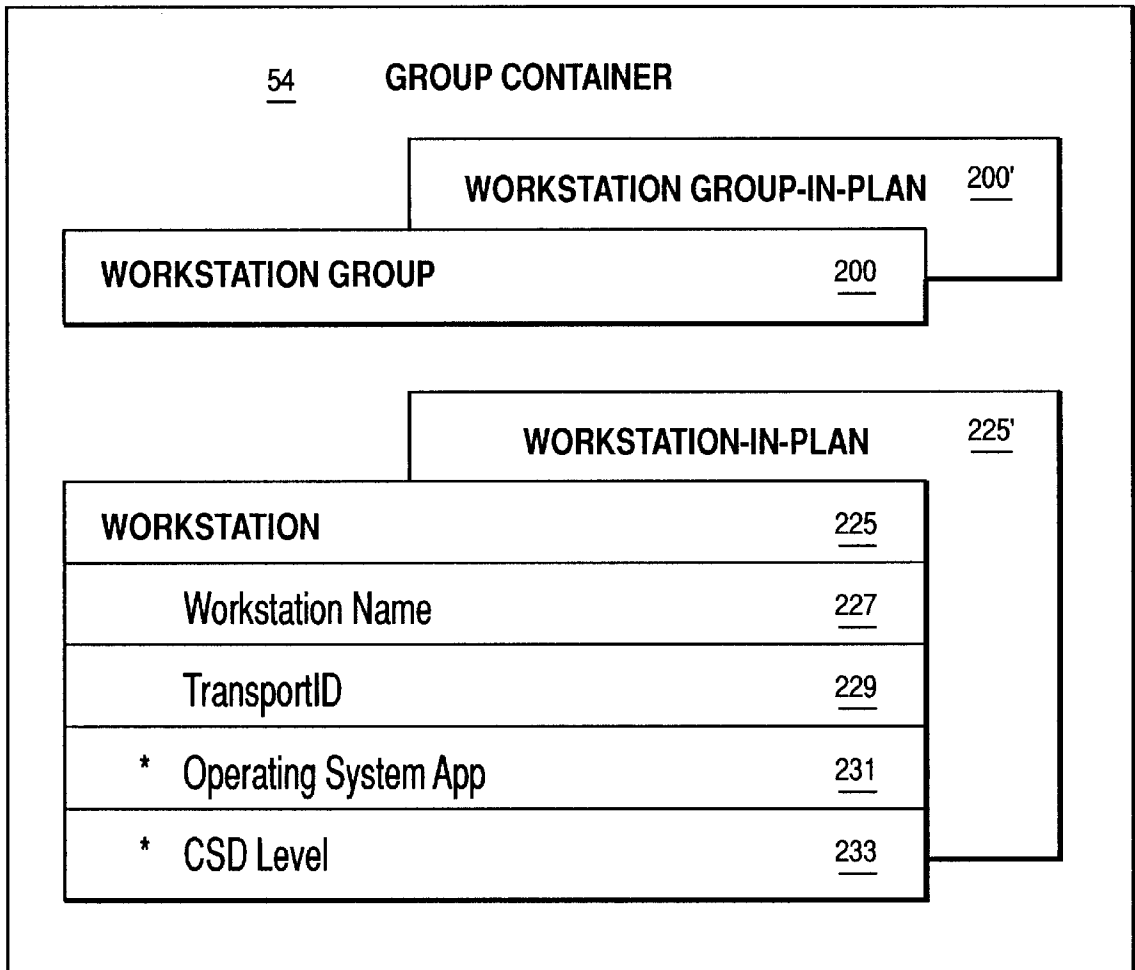 54 GROUP CONTAINER
WORKSTATION GROUP-IN-PLAN 200'
WORKSTATION GROUP 200
WORKSTATION-IN-PLAN 225'
WORKSTATION 225
Workstation Name 227
TransportID 229
* Operating System App 231
* CSD Level 233